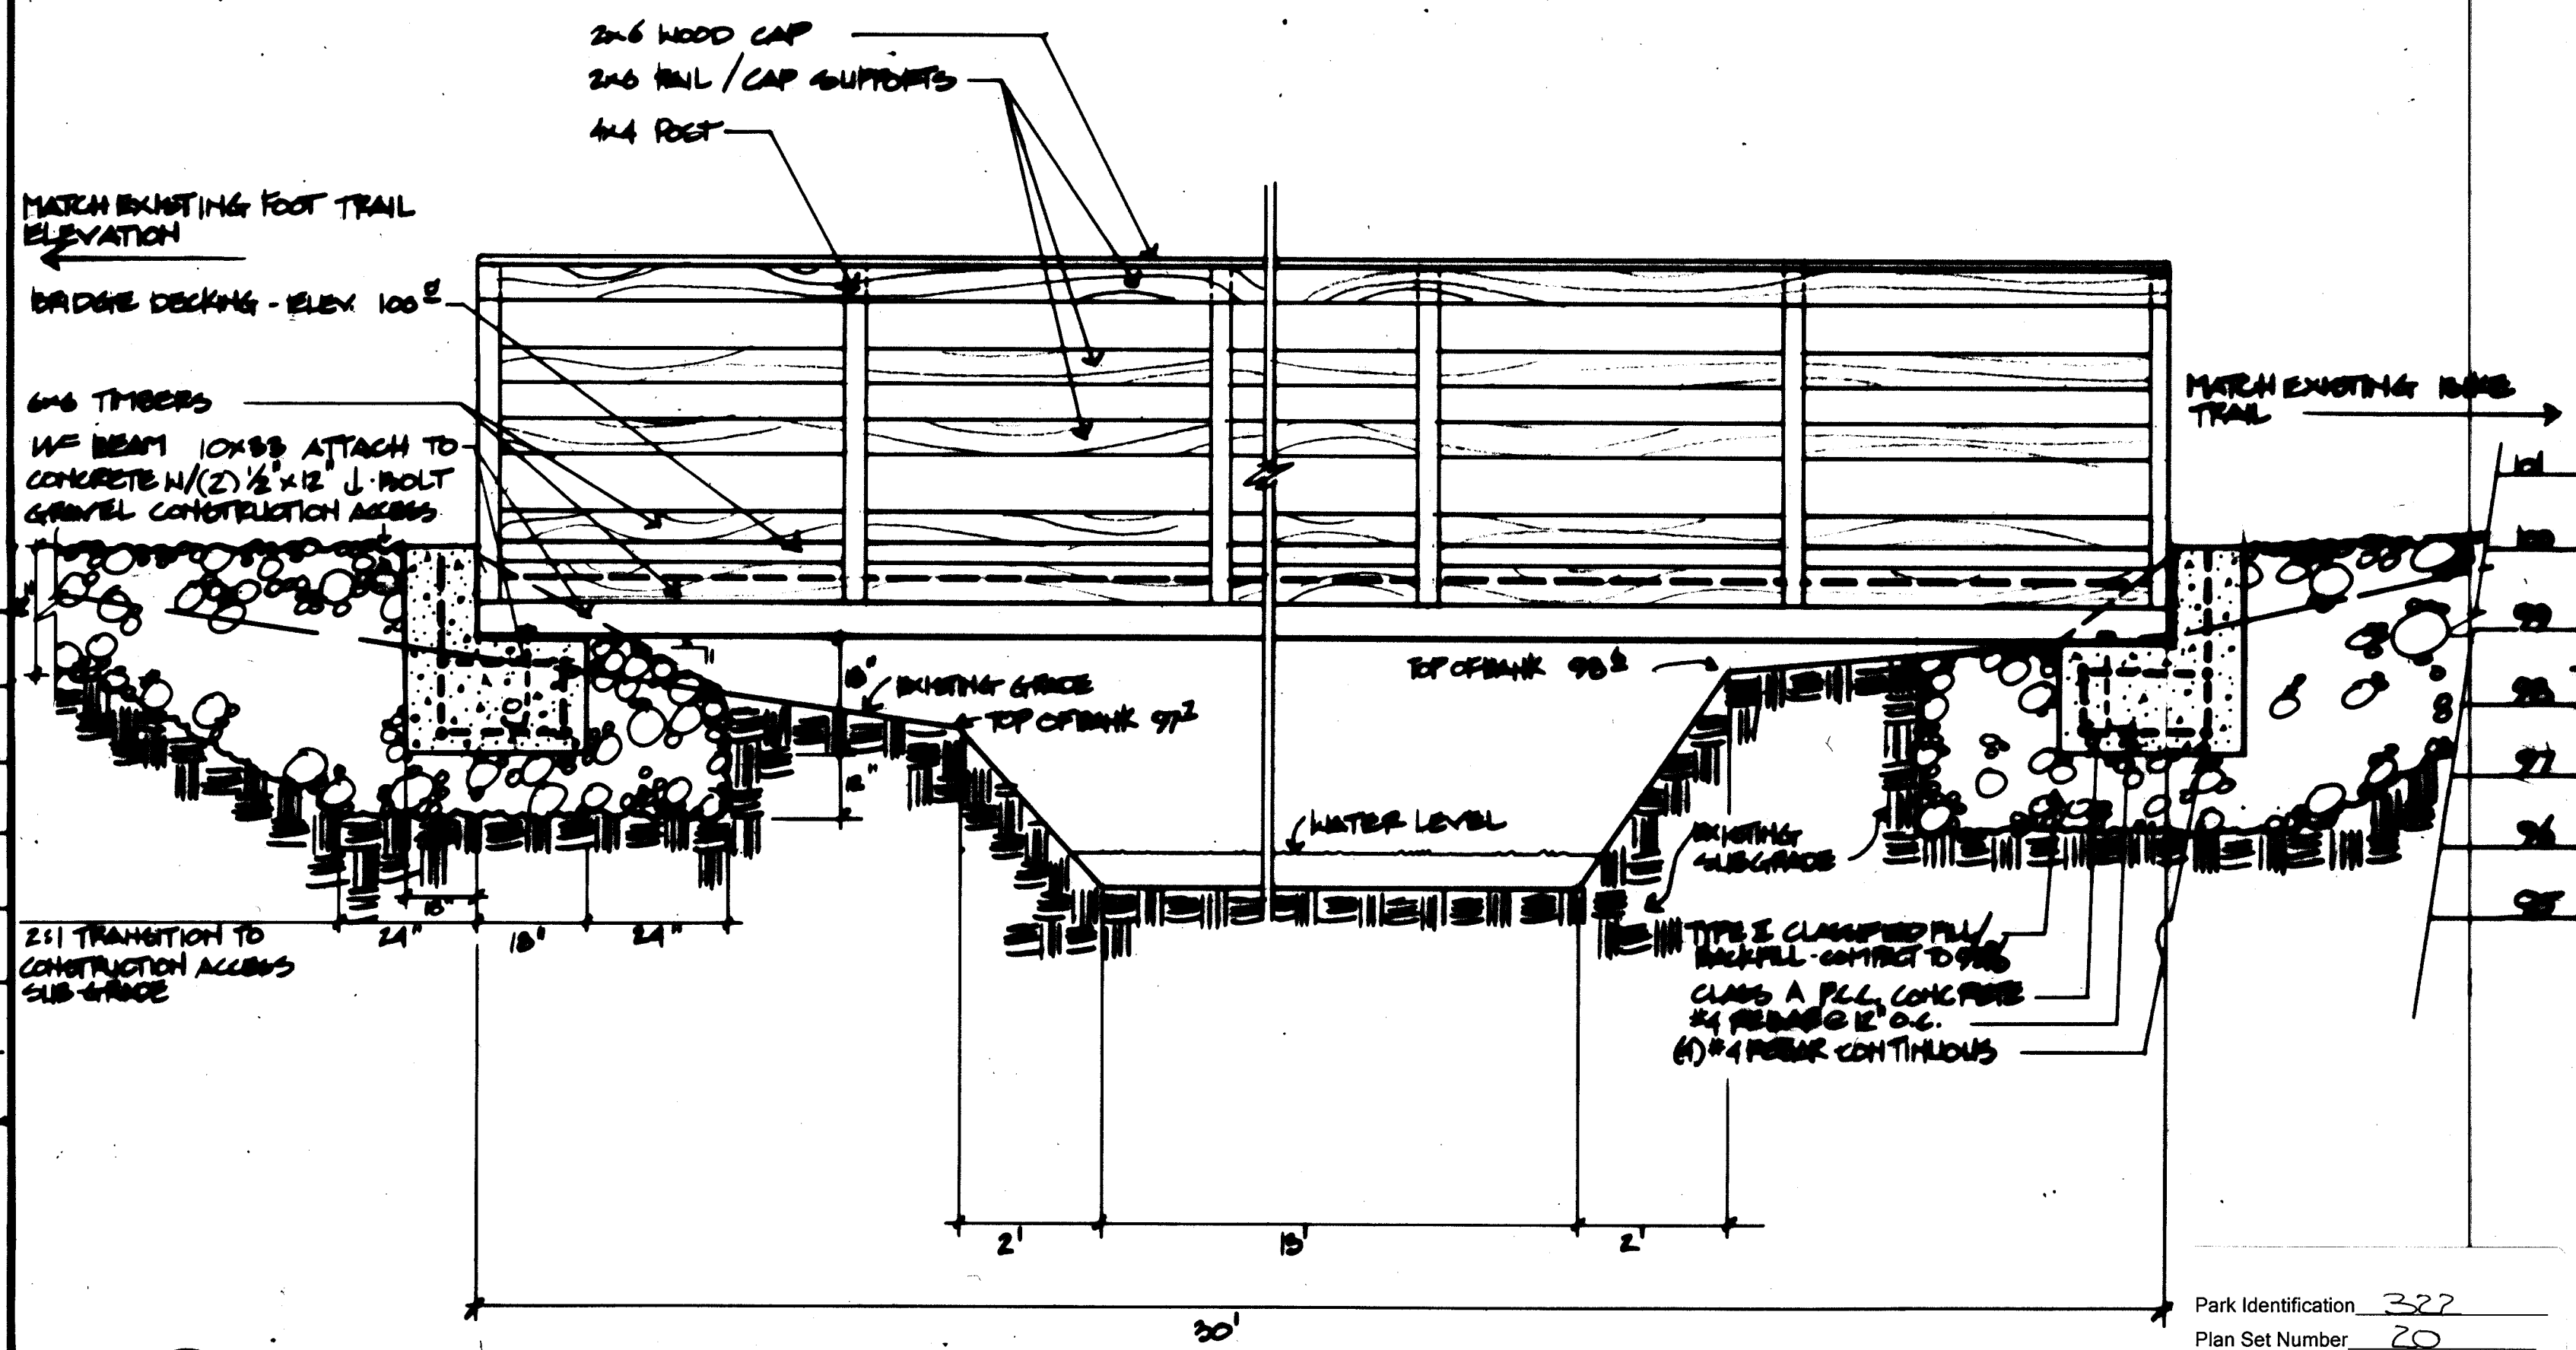 2x6 WOOD CAP
2x6 RAIL / CAP SUPPORTS
4x4 POST
MATCH EXISTING FOOT TRAIL
ELEVATION
BRIDGE DECKING - ELEV. 100 0
6x6 TIMBERS
WF BEAM 10x33 ATTACH TO
CONCRETE W/(2) 1/2" x 12" J-BOLT
GRAVEL CONSTRUCTION ACCESS
MATCH EXISTING BIKE
TRAIL
101
100
99
98
97
96
95
18"
EXISTING GRADE
TOP OF BANK 97 2
12"
TOP OF BANK 98
WATER LEVEL
EXISTING
SUBGRADE
18"
24"
18"
24"
2:1 TRANSITION TO
CONSTRUCTION ACCESS
SUB-GRADE
TYPE II CLASSIFIED FILL/
BACKFILL - COMPACT TO
CLASS A P.C.C. CONCRETE
#4 REBAR @ 12" O.C.
(4) #4 REBAR CONTINUOUS
2'
13'
2'
30'
Park Identification 322
Plan Set Number 20